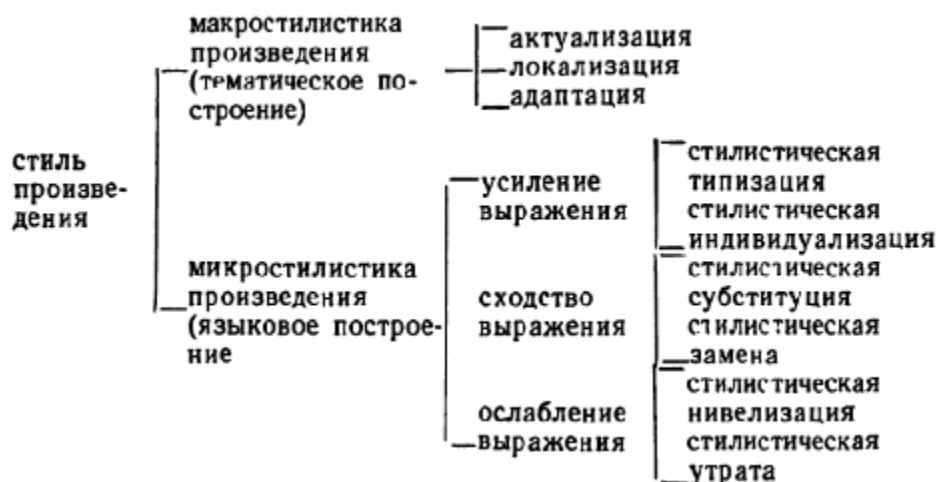 макростилистика
произведения
(тематическое по-
строение)
актуализация
локализация
адаптация
стиль
произве-
дения
микростилистика
произведения
(языковое построе-
ние
усиление
выражения
стилистическая
типизация
стилистическая
индивидуализация
сходство
выражения
стилистическая
субституция
стилистическая
замена
ослабление
выражения
стилистическая
нивелизация
стилистическая
утрата